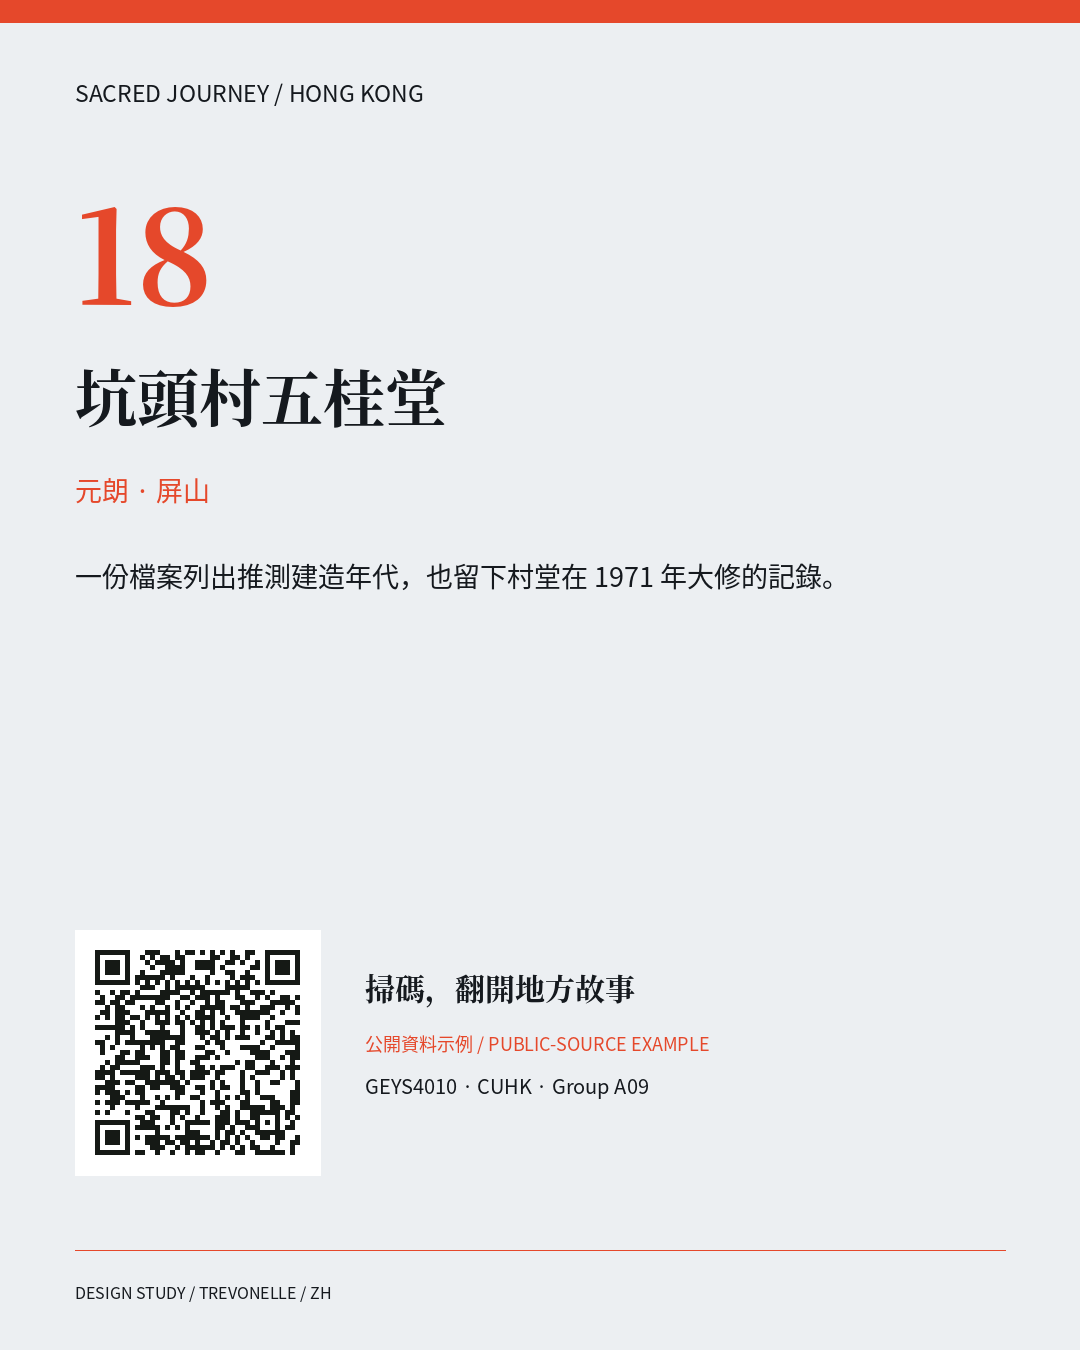 SACRED JOURNEY / HONG KONG
18
坑頭村五桂堂
元朗 · 屏山
一份檔案列出推測建造年代，也留下村堂在 1971 年大修的記錄。
掃碼，翻開地方故事
公開資料示例 / PUBLIC-SOURCE EXAMPLE
GEYS4010 · CUHK · Group A09
DESIGN STUDY / TREVONELLE / ZH